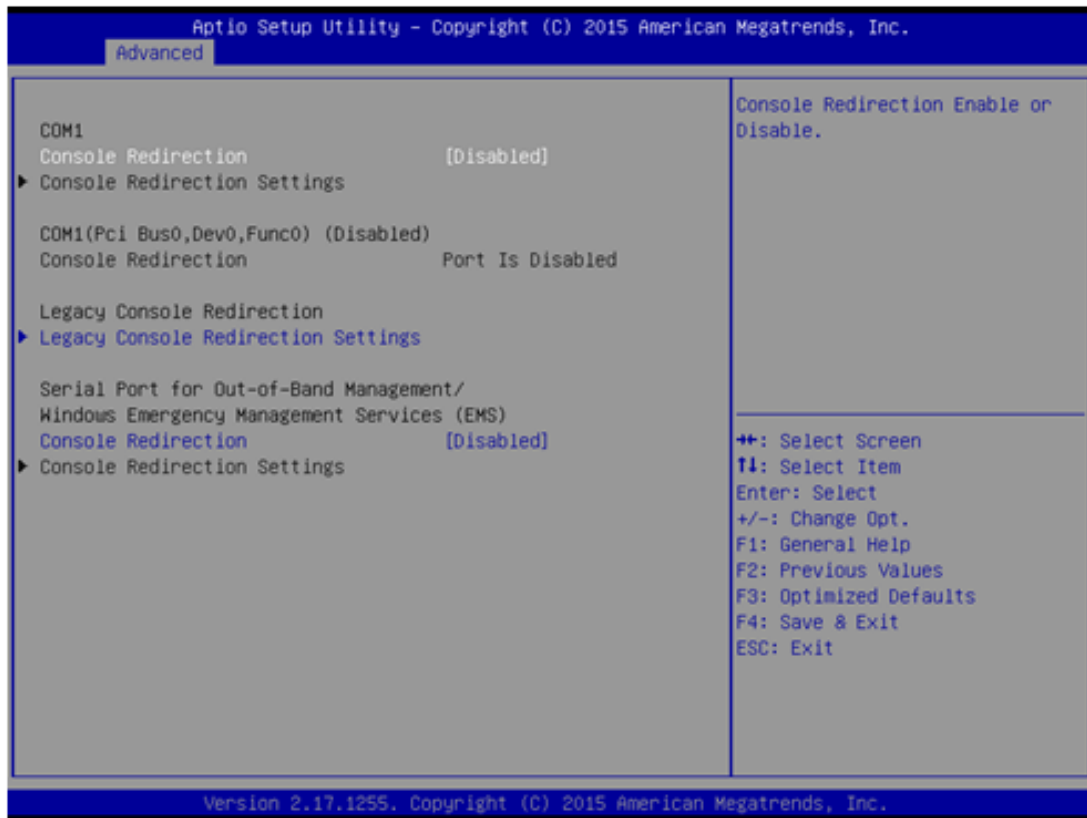 Aptio Setup Utility – Copyright (C) 2015 American Megatrends, Inc.
Advanced
COM1
Console Redirection [Disabled]
Console Redirection Settings
COM1(Pci Bus0,Dev0,Func0) (Disabled)
Console Redirection Port Is Disabled
Legacy Console Redirection
Legacy Console Redirection Settings
Serial Port for Out-of-Band Management/
Windows Emergency Management Services (EMS)
Console Redirection [Disabled]
Console Redirection Settings
Console Redirection Enable or
Disable.
→←: Select Screen
↑↓: Select Item
Enter: Select
+/-: Change Opt.
F1: General Help
F2: Previous Values
F3: Optimized Defaults
F4: Save & Exit
ESC: Exit
Version 2.17.1255. Copyright (C) 2015 American Megatrends, Inc.